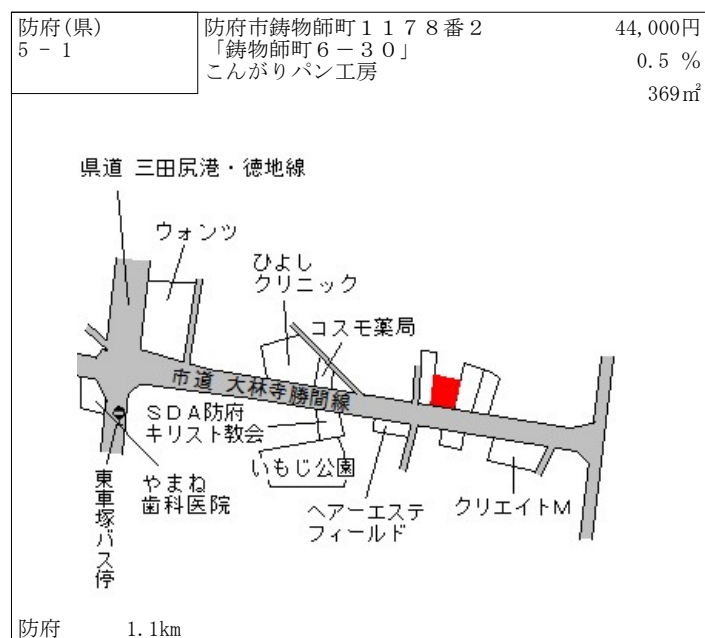 防府(県)
5 - 1
防府市鋳物師町１１７８番２
「鋳物師町６－３０」
こんがりパン工房
44,000円
0.5 %
369㎡
県道 三田尻港・徳地線
ウォンツ
ひよし
クリニック
コスモ薬局
市道 大林寺勝間線
ＳＤＡ防府
キリスト教会
いもじ公園
やまね
歯科医院
東車塚バス停
ヘアーエステ
フィールド
クリエイトM
防府 1.1km